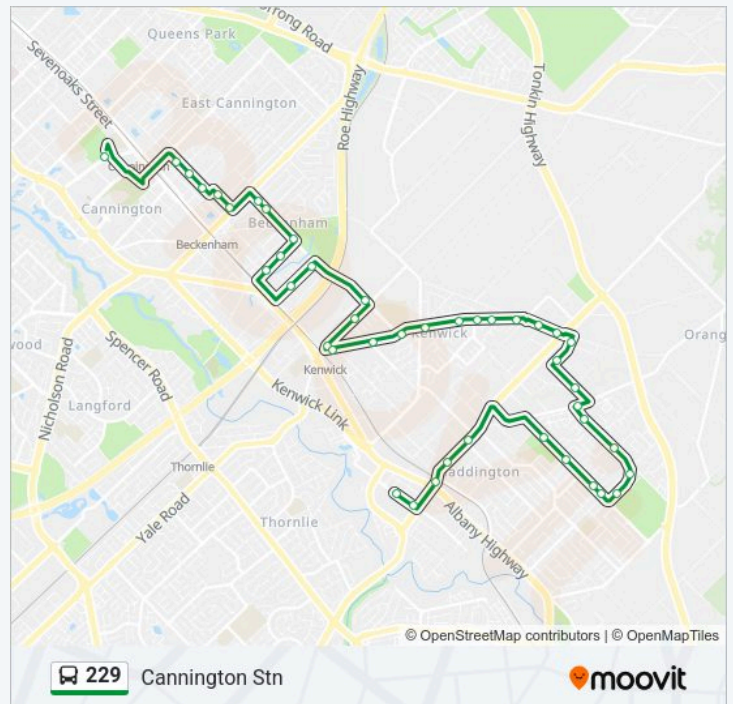 rrong Road
Queens Park
Sevenoaks Street
East Cannington
Roe Highway
Tonkin Highway
Cannington
Beckenham
Beckenham
wood
Nicholson Road
Spencer Road
Langford
Kenwick
Orang
Kenwick
Kenwick Link
Thornlie
addington
Yale Road
Thornlie
Albany Highway
© OpenStreetMap contributors | © OpenMapTiles
229 Cannington Stn
moovit